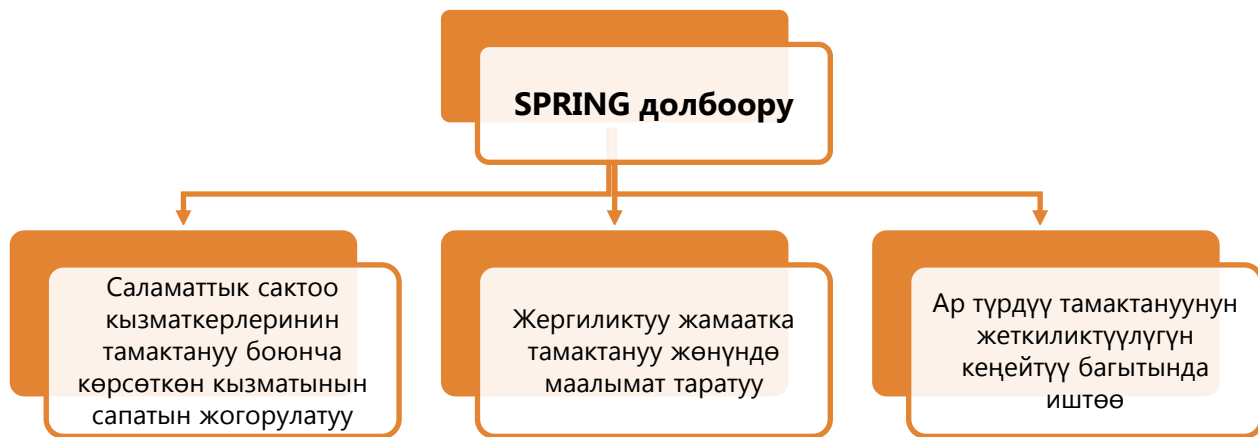 SPRING долбоору
Саламаттык сактоо
кызматкерлеринин
тамактануу боюнча
көрсөткөн кызматынын
сапатын жогорулатуу
Жергиликтуу жамаатка
тамактануу жөнүндө
маалымат таратуу
Ар түрдүү тамактануунун
жеткиликтүүлүгүн
кеңейтүү багытында
иштөө